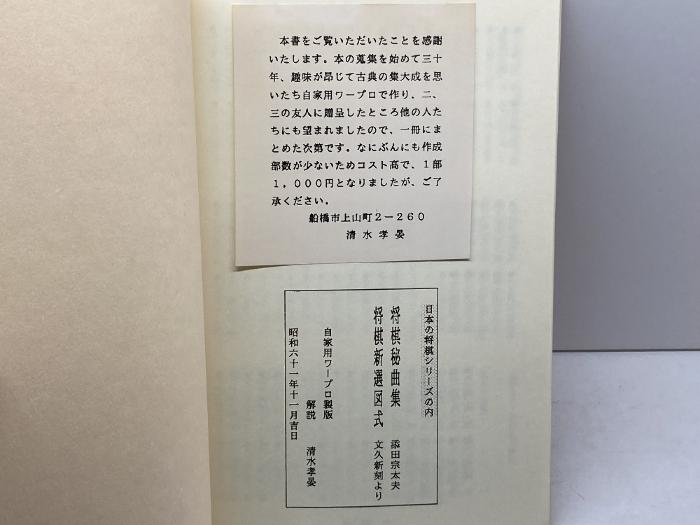 本書をご覧いただいたことを感謝
いたします。本の蒐集を始めて三十
年、趣味が昂じて古典の集大成を思
いたち自家用ワープロで作り、二、
三の友人に贈呈したところ他の人た
ちにも望まれましたので、一冊にま
とめた次第です。なにぶんにも作成
部数が少ないためコスト高で、1部
1,000円となりましたが、ご了
承ください。
船橋市上山町2−260
清水孝晏
日本の将棋シリーズの内
将棋秘曲集 添田宗太夫
将棋新選図式 文久新刻より
自家用ワープロ製版
解説 清水孝晏
昭和六十一年十一月吉日